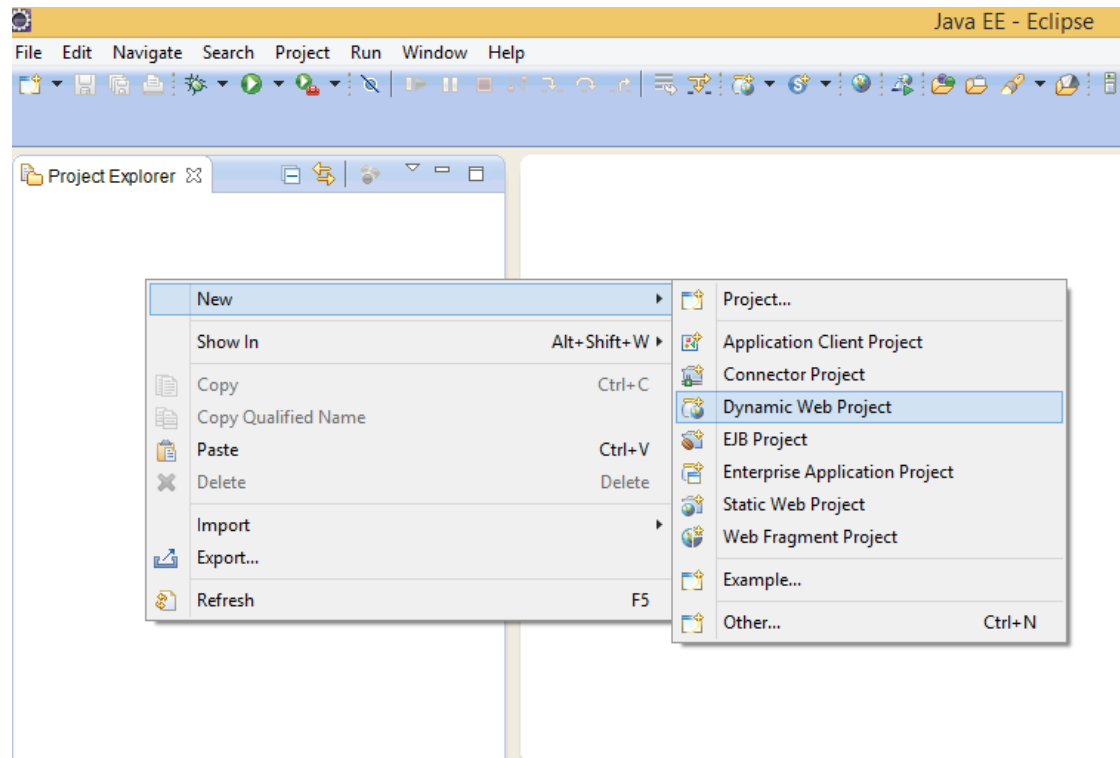 Java EE - Eclipse
File Edit Navigate Search Project Run Window Help
Project Explorer
New
Show In Alt+Shift+W
Copy Ctrl+C
Copy Qualified Name
Paste Ctrl+V
Delete Delete
Import
Export...
Refresh F5
Project...
Application Client Project
Connector Project
Dynamic Web Project
EJB Project
Enterprise Application Project
Static Web Project
Web Fragment Project
Example...
Other... Ctrl+N